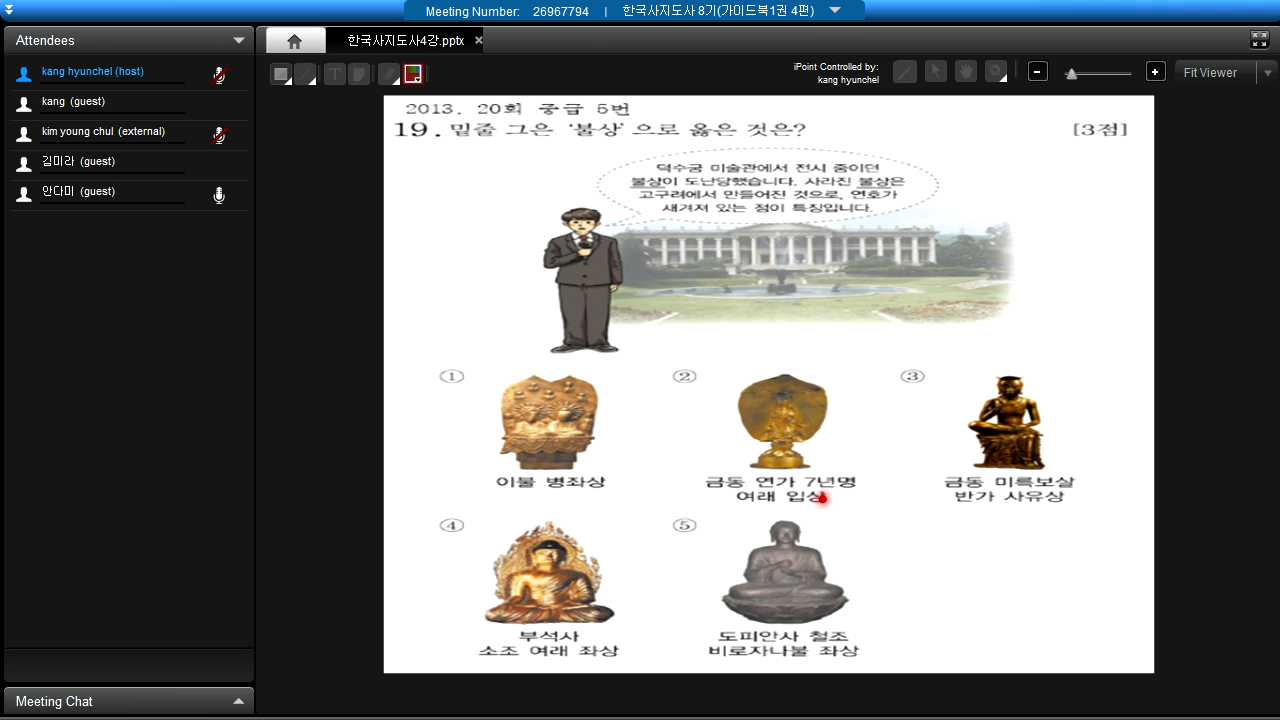 Meeting Number: 26967794 | 한국사지도사 8기(가이드북1권 4편)
Attendees
kang hyunchel (host)
kang (guest)
kim young chul (external)
김미라 (guest)
안다미 (guest)
Meeting Chat
한국사지도사4강.pptx
iPoint Controlled by:
kang hyunchel
Fit Viewer
2013. 20회 중급 5번
19. 밑줄 그은 '불상' 으로 옳은 것은? [3점]
덕수궁 미술관에서 전시 중이던
불상이 도난당했습니다. 사라진 불상은
고구려에서 만들어진 것으로, 연호가
새겨져 있는 점이 특징입니다.
①
이불 병좌상
②
금동 연가 7년명
여래 입상
③
금동 미륵보살
반가 사유상
④
부석사
소조 여래 좌상
⑤
도피안사 철조
비로자나불 좌상